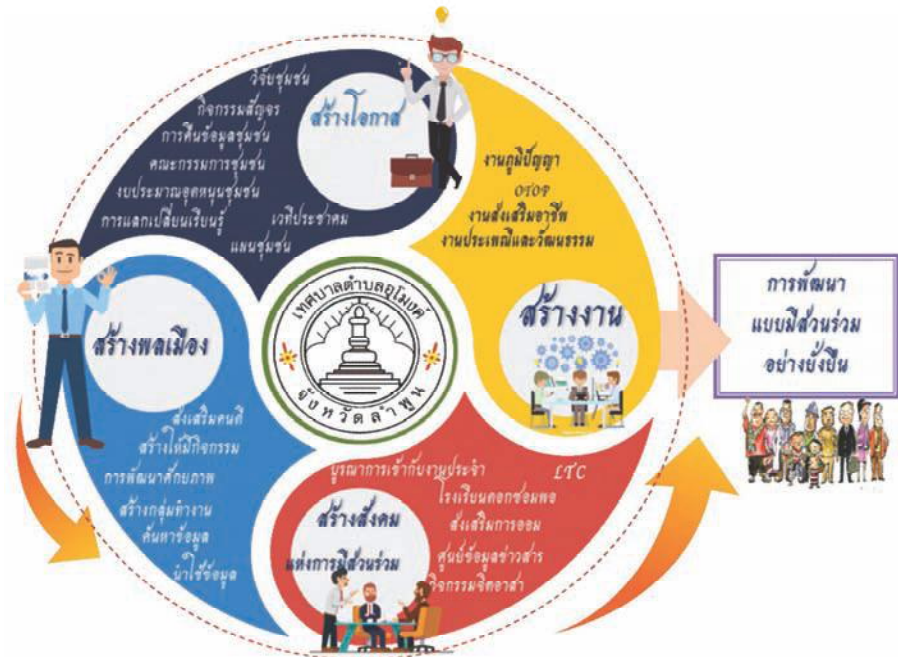 วิจัยชุมชน
กิจกรรมสัญจร
การคืนข้อมูลชุมชน
คณะกรรมการชุมชน
งบประมาณอุดหนุนชุมชน
การแลกเปลี่ยนเรียนรู้
เวทีประชาคม
แผนชุมชน
สร้างโอกาส
งานภูมิปัญญา
OTOP
งานส่งเสริมอาชีพ
งานประเพณีและวัฒนธรรม
สร้างงาน
การพัฒนา
แบบมีส่วนร่วม
อย่างยั่งยืน
สร้างพลเมือง
ส่งเสริมคนดี
สร้างให้มีกิจกรรม
การพัฒนาศักยภาพ
สร้างกลุ่มทำงาน
ค้นหาข้อมูล
นำใช้ข้อมูล
เทศบาลตำบลอุโมงค์
จังหวัดลำพูน
บูรณาการเข้ากับงานประจำ
LTC
โรงเรียนดอกซอมพอ
ส่งเสริมการออม
ศูนย์ข้อมูลข่าวสาร
กิจกรรมจิตอาสา
สร้างสังคม
แห่งการมีส่วนร่วม